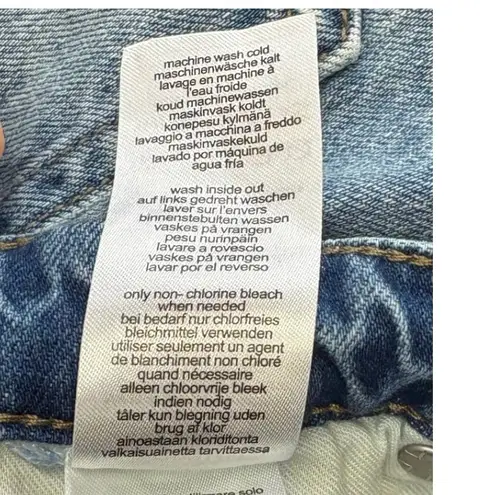 machine wash cold
maschinenwäsche kalt
lavage en machine à
l'eau froide
koud machinewassen
maskinvask koldt
konepesu kylmänä
lavaggio a macchina a freddo
maskinvaskekuld
lavado por máquina de
agua fria
wash inside out
auf links gedreht waschen
laver sur l'envers
binnenstebuiten wassen
vaskes på vrangen
pesu nurinpäin
lavare a rovescio
vaskes på vrangen
lavar por el reverso
only non- chlorine bleach
when needed
bei bedarf nur chlorfreies
bleichmittel verwenden
utiliser seulement un agent
de blanchiment non chloré
quand nécessaire
alleen chloorvrije bleek
indien nodig
tåler kun blegning uden
brug af klor
ainoastaan klooriditonta
valkaisuainetta tarvittaessa
solo